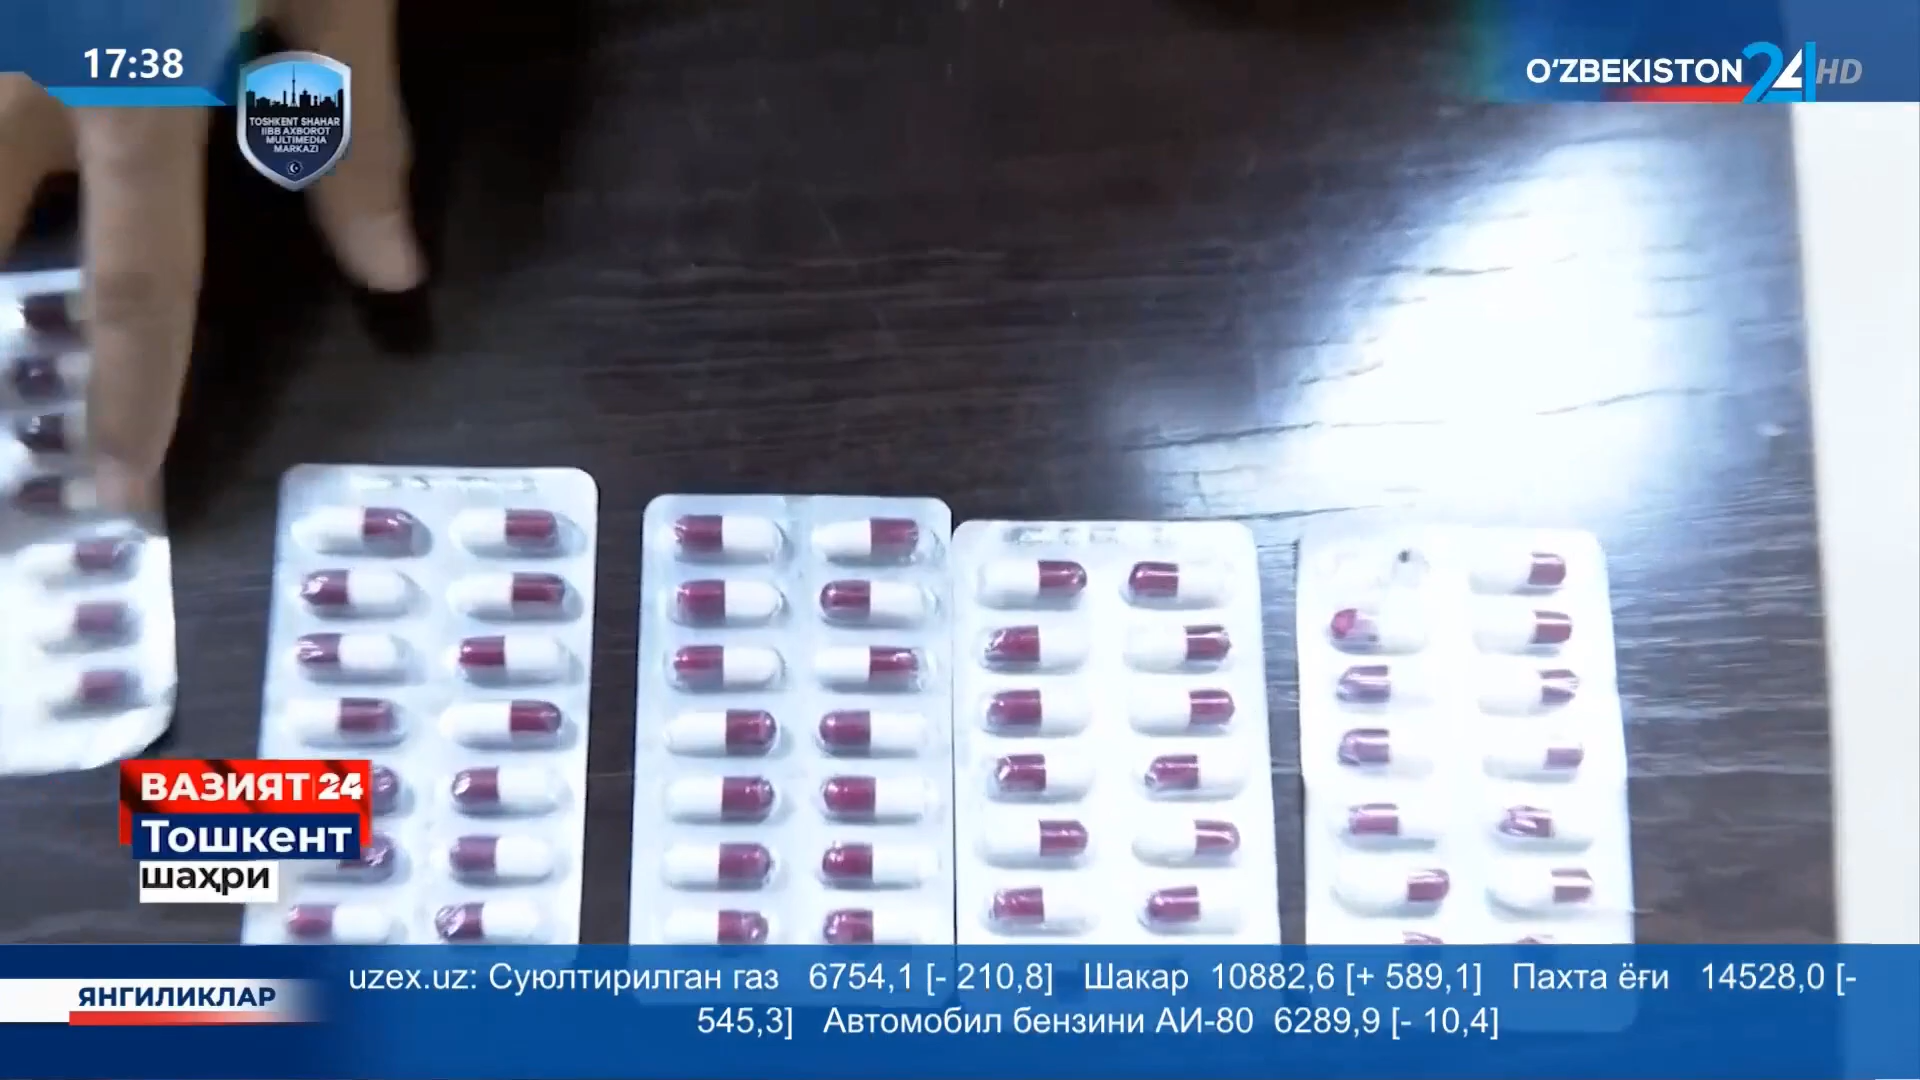 17:38
TOSHKENT SHAHAR
IIBB AXBOROT
MULTIMEDIA
MARKAZI
O‘ZBEKISTON 24 HD
ВАЗИЯТ 24
Тошкент
шаҳри
ЯНГИЛИКЛАР
uzex.uz: Суюлтирилган газ 6754,1 [- 210,8] Шакар 10882,6 [+ 589,1] Пахта ёғи 14528,0 [-
545,3] Автомобил бензини АИ-80 6289,9 [- 10,4]